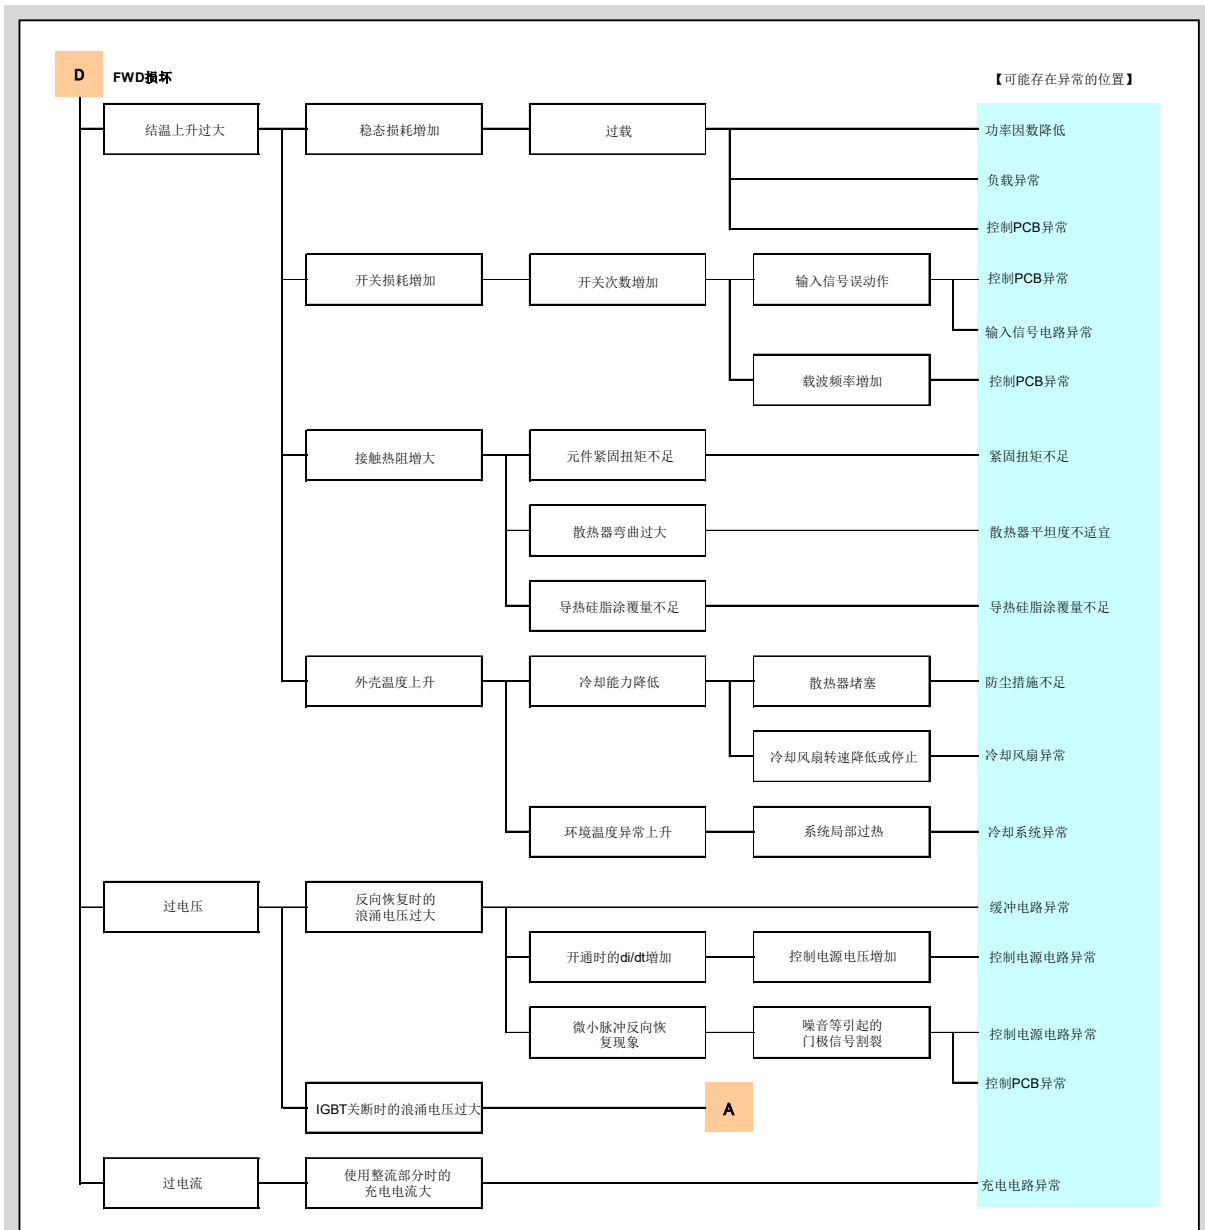 D
FWD损坏
【可能存在异常的位置】
结温上升过大
稳态损耗增加
过载
功率因数降低
负载异常
控制PCB异常
开关损耗增加
开关次数增加
输入信号误动作
控制PCB异常
输入信号电路异常
载波频率增加
控制PCB异常
接触热阻增大
元件紧固扭矩不足
紧固扭矩不足
散热器弯曲过大
散热器平坦度不适宜
导热硅脂涂覆量不足
导热硅脂涂覆量不足
外壳温度上升
冷却能力降低
散热器堵塞
防尘措施不足
冷却风扇转速降低或停止
冷却风扇异常
环境温度异常上升
系统局部过热
冷却系统异常
过电压
反向恢复时的
浪涌电压过大
缓冲电路异常
开通时的di/dt增加
控制电源电压增加
控制电源电路异常
微小脉冲反向恢
复现象
噪音等引起的
门极信号割裂
控制电源电路异常
控制PCB异常
IGBT关断时的浪涌电压过大
A
过电流
使用整流部分时的
充电电流大
充电电路异常